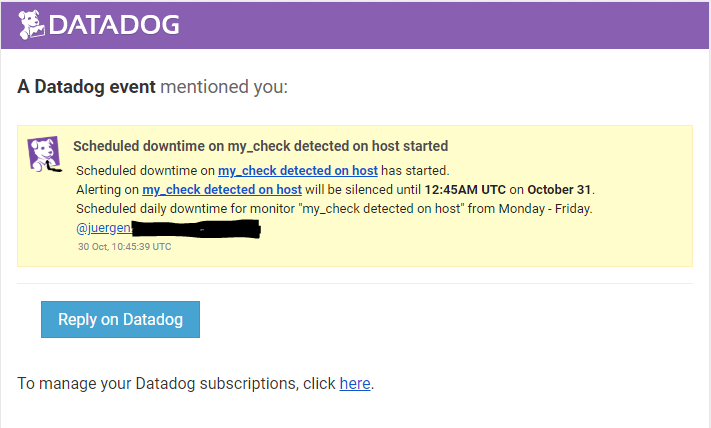 DATADOG
A Datadog event mentioned you:
Scheduled downtime on my_check detected on host started
Scheduled downtime on my_check detected on host has started.
Alerting on my_check detected on host will be silenced until 12:45AM UTC on October 31.
Scheduled daily downtime for monitor "my_check detected on host" from Monday - Friday.
@juergen
30 Oct, 10:45:39 UTC
Reply on Datadog
To manage your Datadog subscriptions, click here.